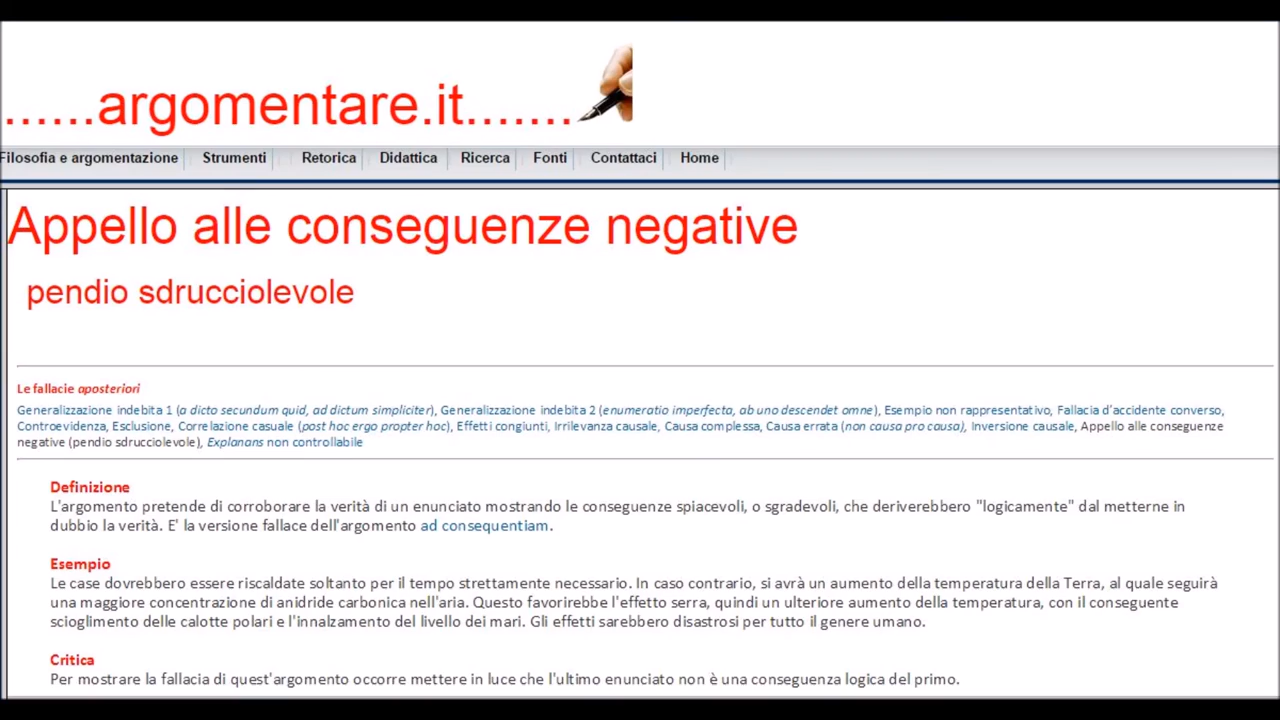 ......argomentare.it.......
Filosofia e argomentazione Strumenti Retorica Didattica Ricerca Fonti Contattaci Home
Appello alle conseguenze negative
pendio sdrucciolevole
Le fallacie aposteriori
Generalizzazione indebita 1 (a dicto secundum quid, ad dictum simpliciter), Generalizzazione indebita 2 (enumeratio imperfecta, ab uno descendet omne), Esempio non rappresentativo, Fallacia d'accidente converso,
Controevidenza, Esclusione, Correlazione casuale (post hoc ergo propter hoc), Effetti congiunti, Irrilevanza causale, Causa complessa, Causa errata (non causa pro causa), Inversione causale, Appello alle conseguenze
negative (pendio sdrucciolevole), Explanans non controllabile
Definizione
L'argomento pretende di corroborare la verità di un enunciato mostrando le conseguenze spiacevoli, o sgradevoli, che deriverebbero "logicamente" dal metterne in
dubbio la verità. E' la versione fallace dell'argomento ad consequentiam.
Esempio
Le case dovrebbero essere riscaldate soltanto per il tempo strettamente necessario. In caso contrario, si avrà un aumento della temperatura della Terra, al quale seguirà
una maggiore concentrazione di anidride carbonica nell'aria. Questo favorirebbe l'effetto serra, quindi un ulteriore aumento della temperatura, con il conseguente
scioglimento delle calotte polari e l'innalzamento del livello dei mari. Gli effetti sarebbero disastrosi per tutto il genere umano.
Critica
Per mostrare la fallacia di quest'argomento occorre mettere in luce che l'ultimo enunciato non è una conseguenza logica del primo.